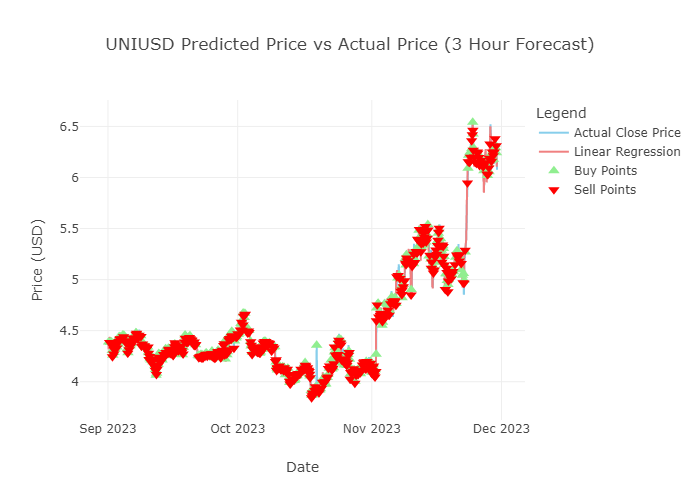 UNIUSD Predicted Price vs Actual Price (3 Hour Forecast)
Legend
Actual Close Price
Linear Regression
Buy Points
Sell Points
6.5
6
5.5
5
4.5
4
Price (USD)
Sep 2023
Oct 2023
Nov 2023
Dec 2023
Date